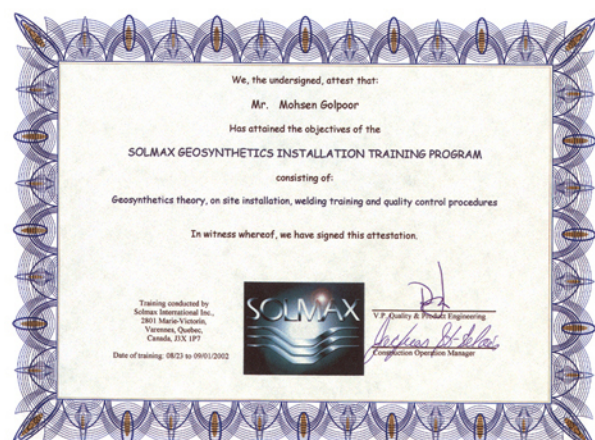 We, the undersigned, attest that:
Mr. Mohsen Golpoor
Has attained the objectives of the
SOLMAX GEOSYNTHETICS INSTALLATION TRAINING PROGRAM
consisting of:
Geosynthetics theory, on site installation, welding training and quality control procedures
In witness whereof, we have signed this attestation.
Training conducted by
Solmax International Inc.,
2801 Marie-Victorin,
Varennes, Quebec,
Canada, J3X 1P7
Date of training: 08/23 to 09/01/2002
SOLMAX
V.P. Quality & Product Engineering
Construction Operation Manager